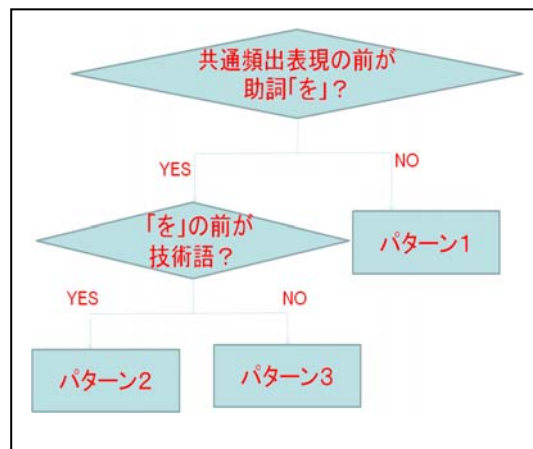 共通頻出表現の前が
助詞「を」？
YES
NO
「を」の前が
技術語？
パターン１
YES
NO
パターン２
パターン３